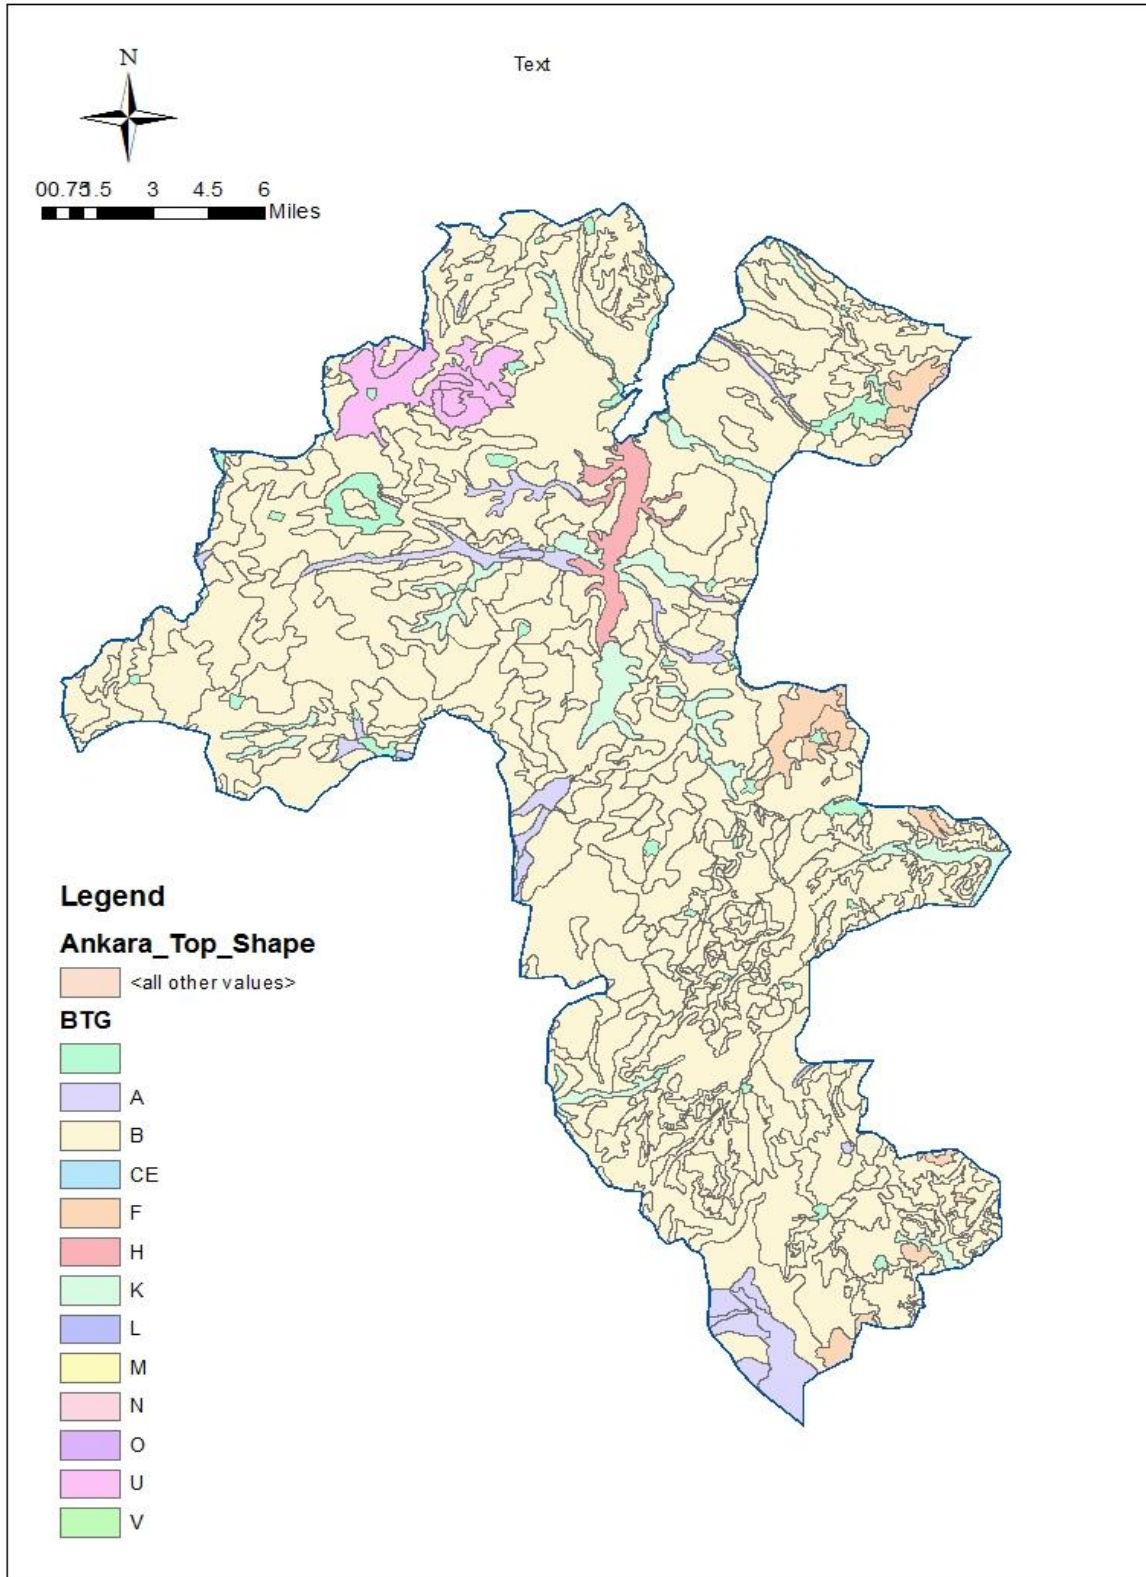 N
Text
00.751.5 3 4.5 6
Miles
Legend
Ankara_Top_Shape
<all other values>
BTG
A
B
CE
F
H
K
L
M
N
O
U
V